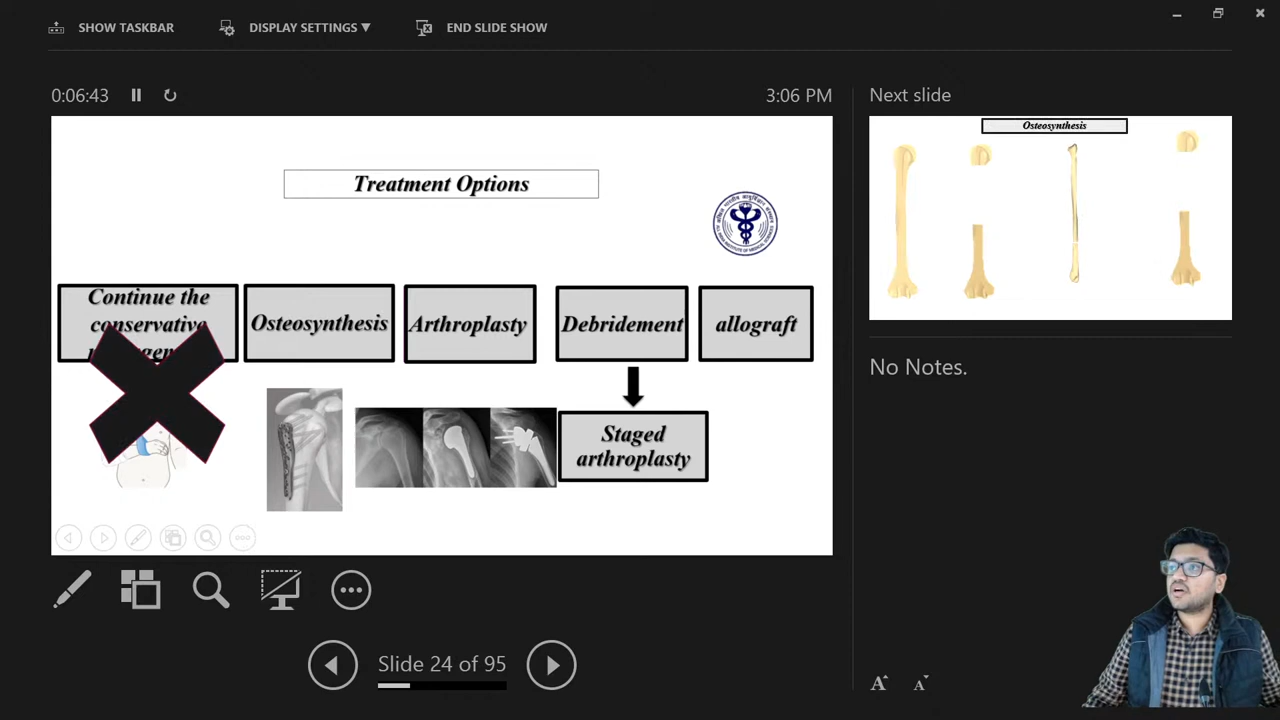 SHOW TASKBAR
DISPLAY SETTINGS ▼
END SLIDE SHOW
0:06:43
3:06 PM
Next slide
Treatment Options
Continue the
conservative
Osteosynthesis
Arthroplasty
Debridement
allograft
Staged
arthroplasty
Osteosynthesis
No Notes.
Slide 24 of 95
A
A